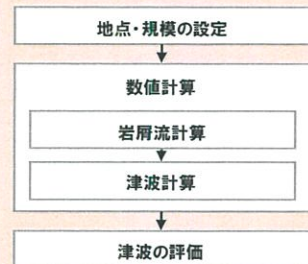 地点・規模の設定
数値計算
岩屑流計算
津波計算
津波の評価